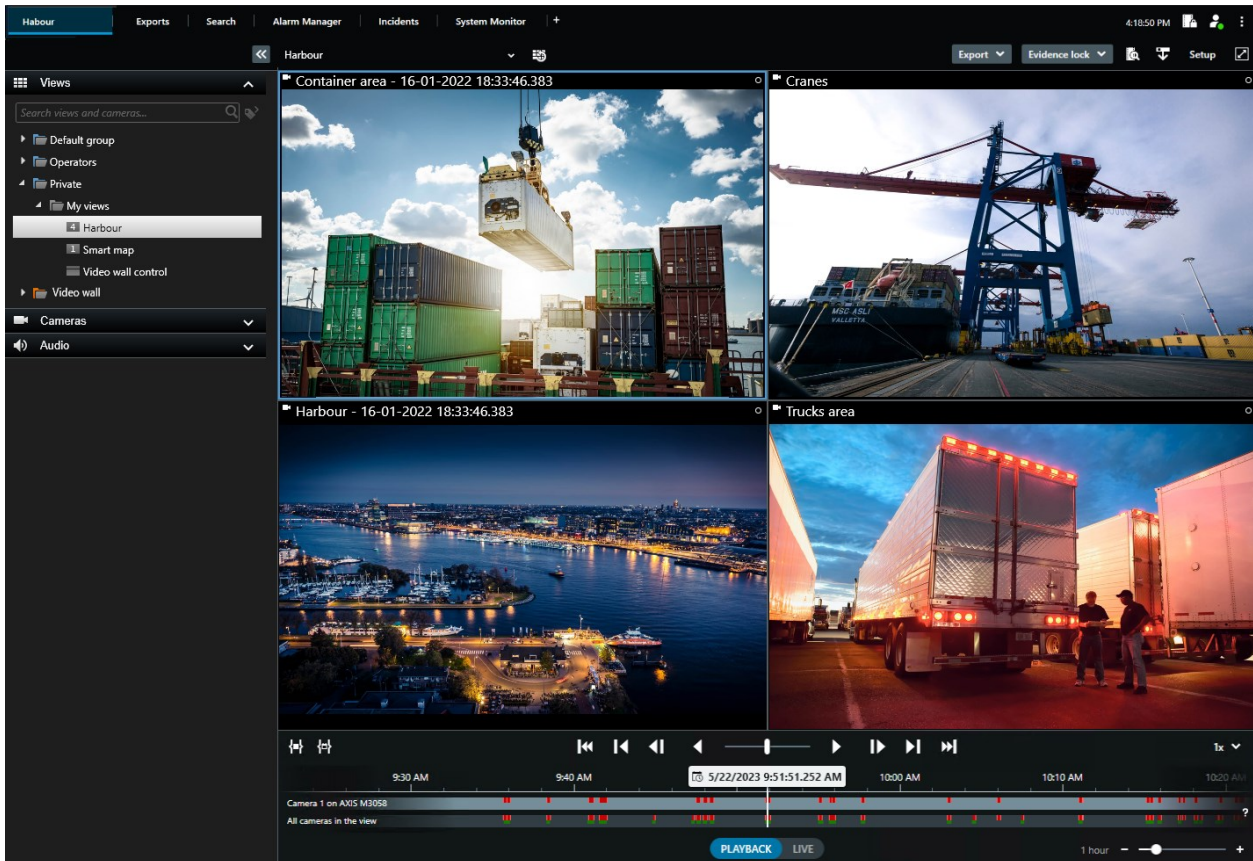 Habour
Exports
Search
Alarm Manager
Incidents
System Monitor
+
4:18:50 PM
Harbour
Export
Evidence lock
Setup
Views
Search views and cameras...
Default group
Operators
Private
My views
4 Harbour
1 Smart map
Video wall control
Video wall
Cameras
Audio
Container area - 16-01-2022 18:33:46.383
Cranes
MSC ASLI
VALLETTA
Harbour - 16-01-2022 18:33:46.383
Trucks area
1x
9:30 AM
9:40 AM
5/22/2023 9:51:51.252 AM
10:00 AM
10:10 AM
10:20 AM
Camera 1 on AXIS M3058
All cameras in the view
?
PLAYBACK
LIVE
1 hour